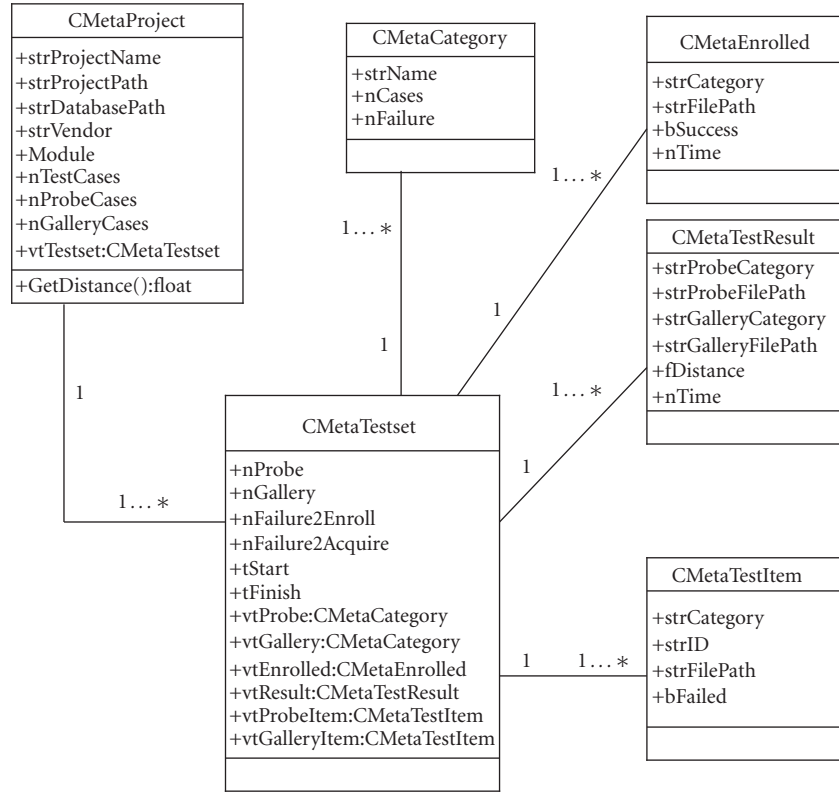 CMetaProject
+strProjectName
+strProjectPath
+strDatabasePath
+strVendor
+Module
+nTestCases
+nProbeCases
+nGalleryCases
+vtTestset:CMetaTestset
+GetDistance():float
CMetaCategory
+strName
+nCases
+nFailure
CMetaEnrolled
+strCategory
+strFilePath
+bSuccess
+nTime
CMetaTestResult
+strProbeCategory
+strProbeFilePath
+strGalleryCategory
+strGalleryFilePath
+fDistance
+nTime
1
1...∗
1...∗
1
1...∗
1
1...∗
1
CMetaTestset
+nProbe
+nGallery
+nFailure2Enroll
+nFailure2Acquire
+tStart
+tFinish
+vtProbe:CMetaCategory
+vtGallery:CMetaCategory
+vtEnrolled:CMetaEnrolled
+vtResult:CMetaTestResult
+vtProbeItem:CMetaTestItem
+vtGalleryItem:CMetaTestItem
1 1...∗
CMetaTestItem
+strCategory
+strID
+strFilePath
+bFailed